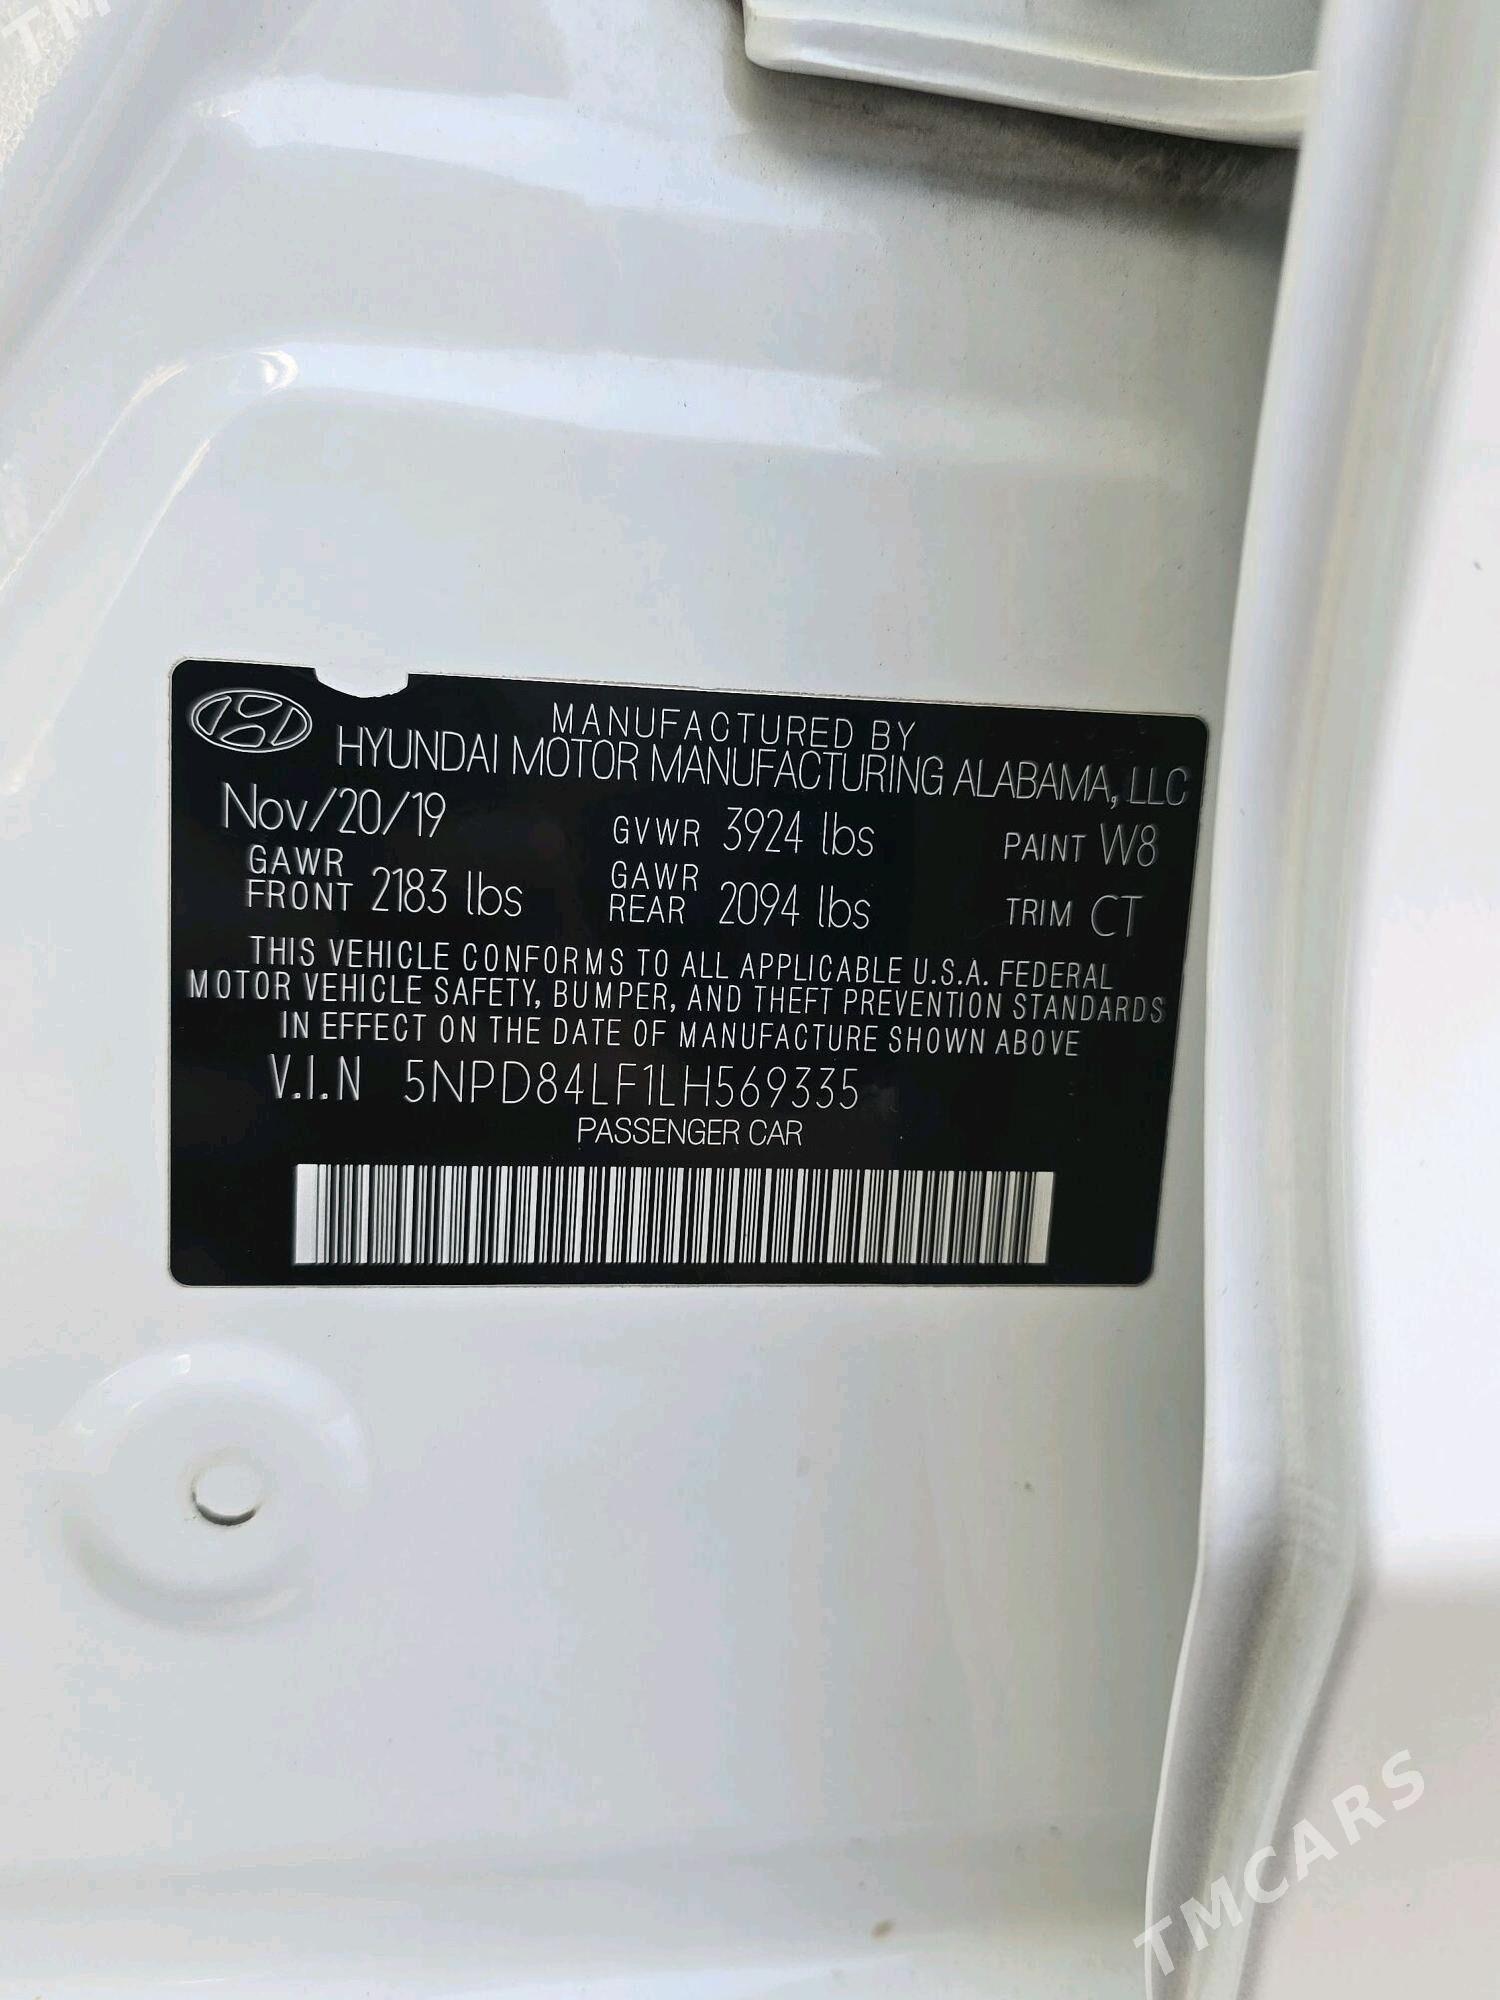 TM
MANUFACTURED BY
HYUNDAI MOTOR MANUFACTURING ALABAMA, LLC
Nov/20/19 GVWR 3924 lbs PAINT W8
GAWR FRONT 2183 lbs GAWR REAR 2094 lbs TRIM CT
THIS VEHICLE CONFORMS TO ALL APPLICABLE U.S.A. FEDERAL
MOTOR VEHICLE SAFETY, BUMPER, AND THEFT PREVENTION STANDARDS
IN EFFECT ON THE DATE OF MANUFACTURE SHOWN ABOVE
V.I.N 5NPD84LF1LH569335
PASSENGER CAR
TMCARS